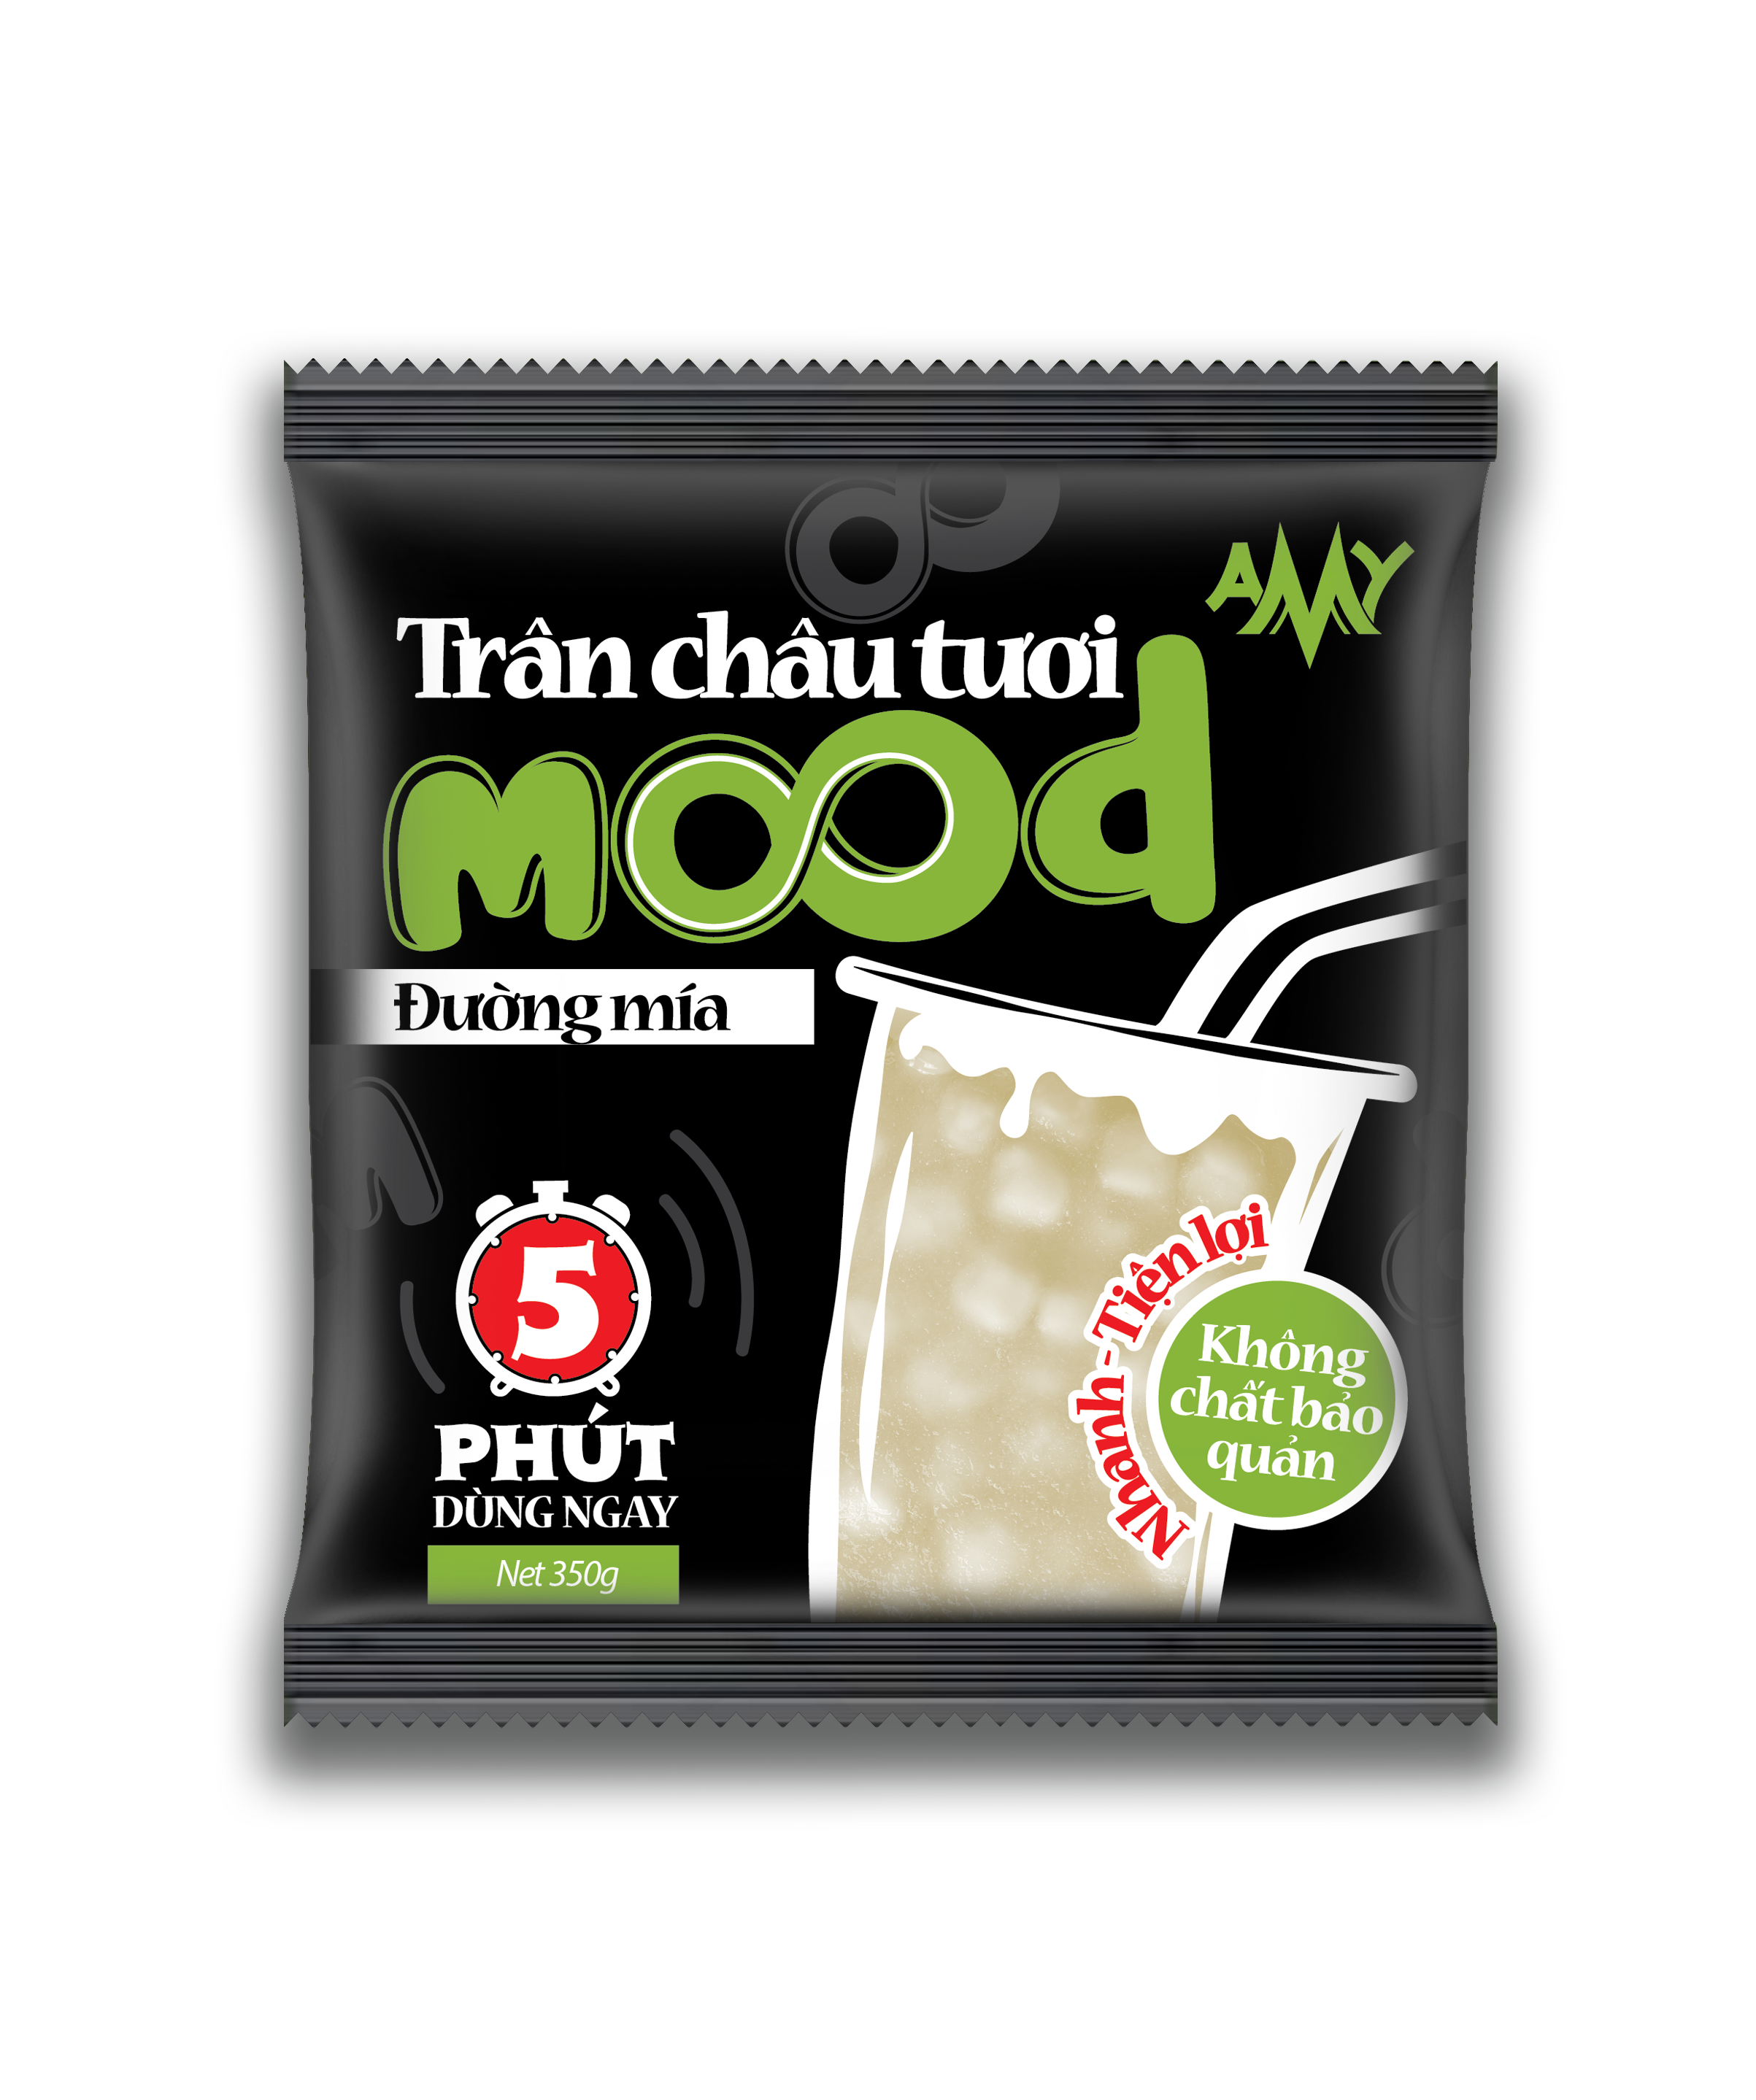 AMY
Trân châu tươi
mood
Đường mía
5
PHÚT
DÙNG NGAY
Net 350g
Nhanh - Tiện lợi
Không
chất bảo
quản